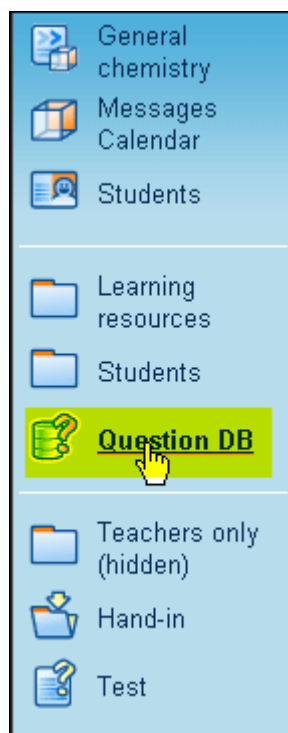 General
chemistry
Messages
Calendar
Students
Learning
resources
Students
Question DB
Teachers only
(hidden)
Hand-in
Test